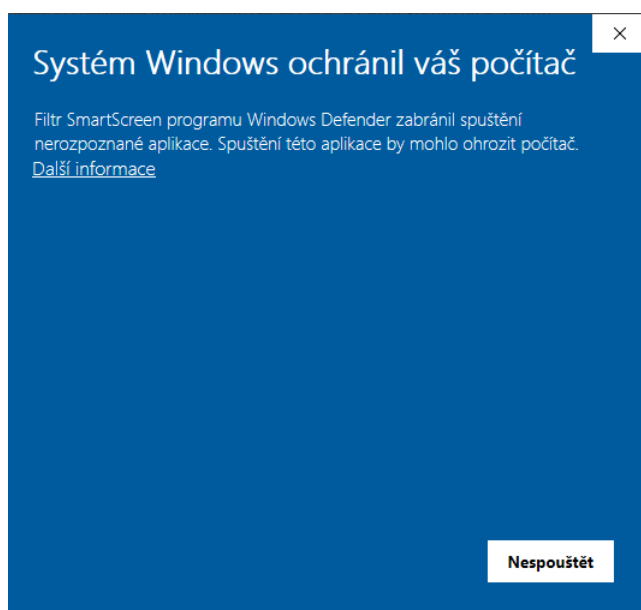 Systém Windows ochránil váš počítač
Filtr SmartScreen programu Windows Defender zabránil spuštění
nerozpoznané aplikace. Spuštění této aplikace by mohlo ohrozit počítač.
Další informace
Nespouštět